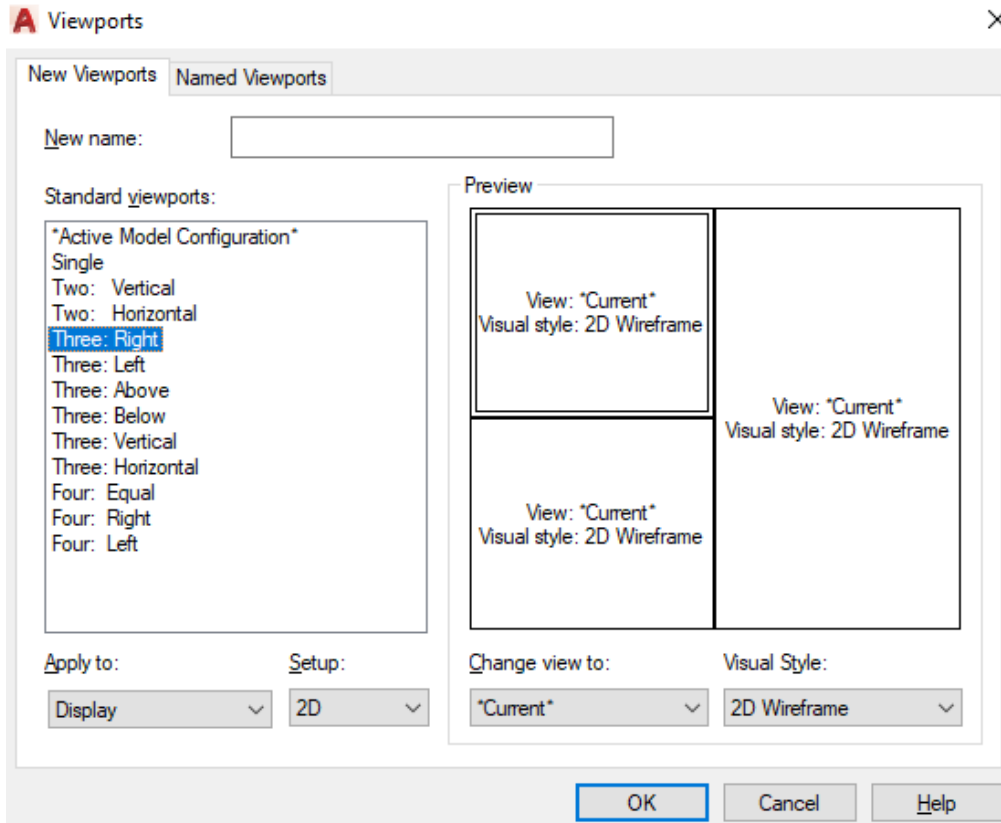 Viewports
New Viewports
Named Viewports
New name:
Standard viewports:
*Active Model Configuration*
Single
Two: Vertical
Two: Horizontal
Three: Right
Three: Left
Three: Above
Three: Below
Three: Vertical
Three: Horizontal
Four: Equal
Four: Right
Four: Left
Apply to:
Setup:
Display
2D
Preview
View: *Current*
Visual style: 2D Wireframe
View: *Current*
Visual style: 2D Wireframe
View: *Current*
Visual style: 2D Wireframe
Change view to:
Visual Style:
*Current*
2D Wireframe
OK
Cancel
Help